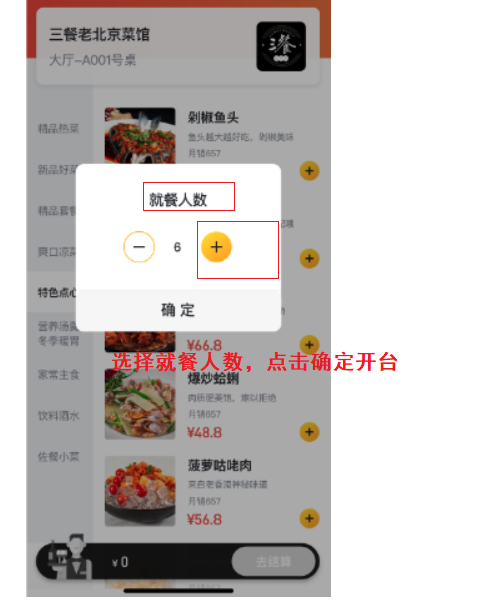 三餐老北京菜馆
大厅-A001号桌
三餐
精品热菜
新品好菜
精品套餐
爽口凉菜
特色点心
营养汤羹
冬季暖胃
家常主食
饮料酒水
佐餐小菜
剁椒鱼头
鱼头越大越好吃，剁椒美味
月销657
就餐人数
6
确 定
¥66.8
选择就餐人数，点击确定开台
爆炒蛤蜊
肉质肥美饱，难以拒绝
月销657
¥48.8
菠萝咕咾肉
来自老香港神秘味道
月销657
¥56.8
¥0
去结算